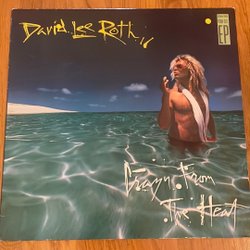 David Lee Roth
EP
Crazy From
The Heat